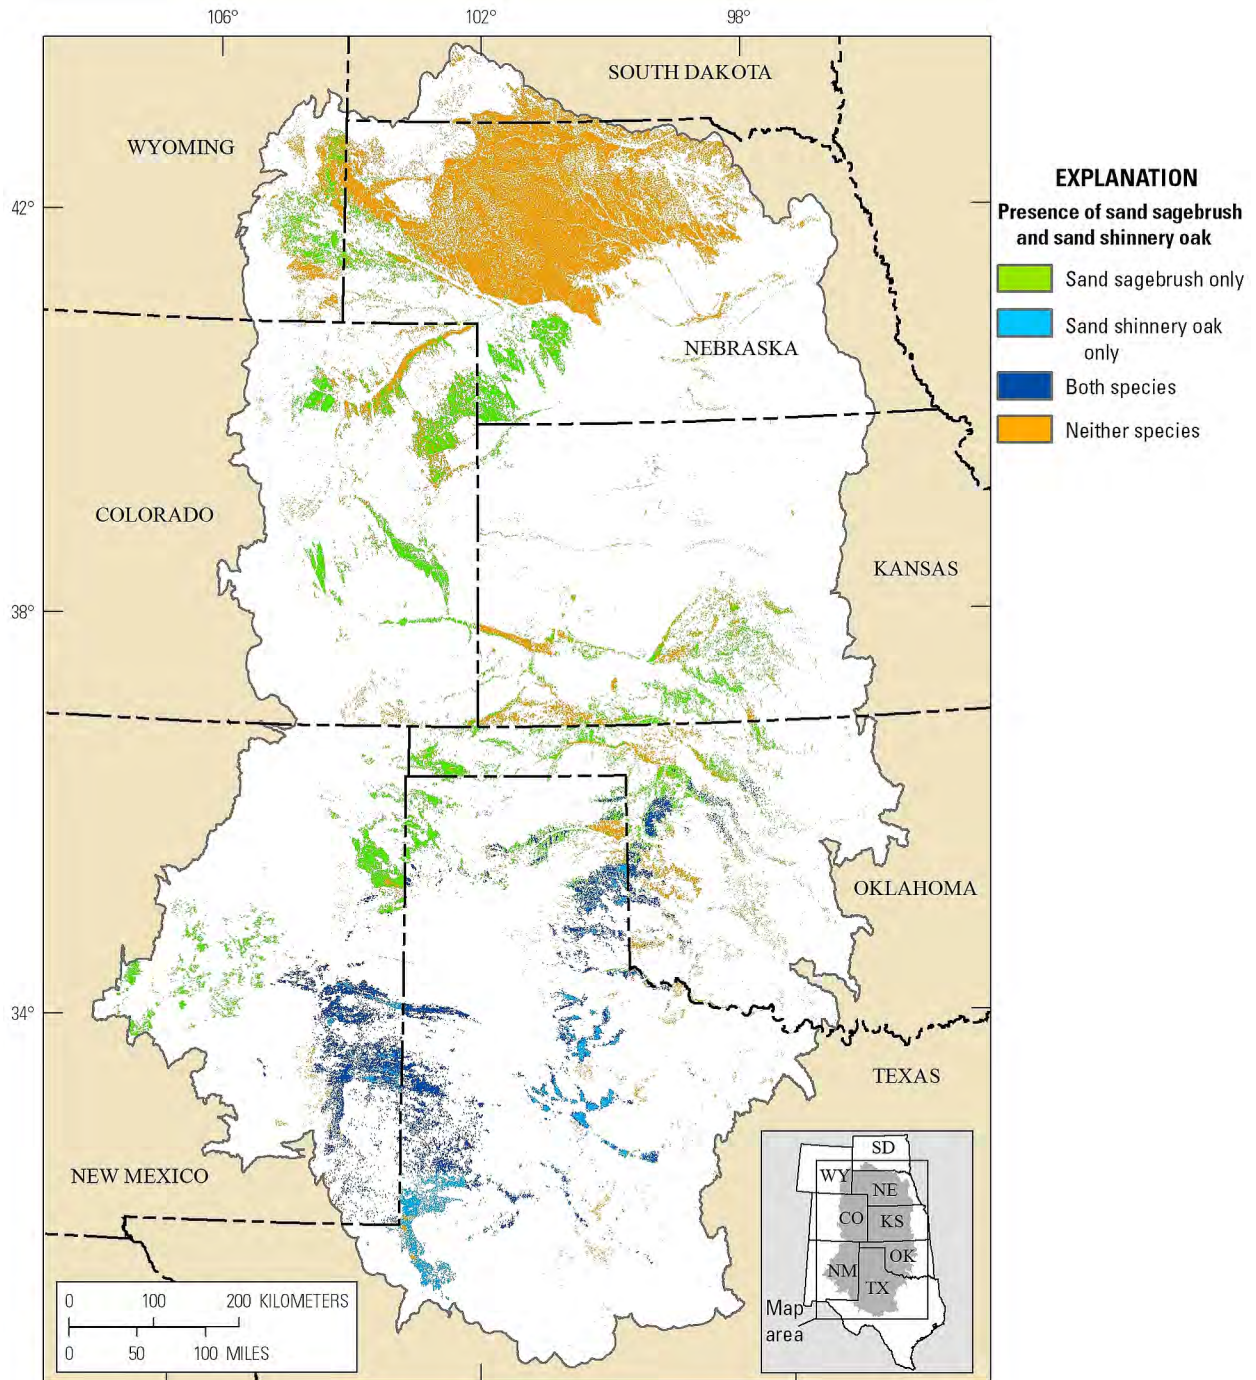 106°
102°
98°
SOUTH DAKOTA
WYOMING
42°
NEBRASKA
COLORADO
KANSAS
38°
OKLAHOMA
34°
TEXAS
NEW MEXICO
EXPLANATION
Presence of sand sagebrush
and sand shinnery oak
Sand sagebrush only
Sand shinnery oak
only
Both species
Neither species
0 100 200 KILOMETERS
0 50 100 MILES
SD
WY
NE
CO
KS
OK
NM
TX
Map
area